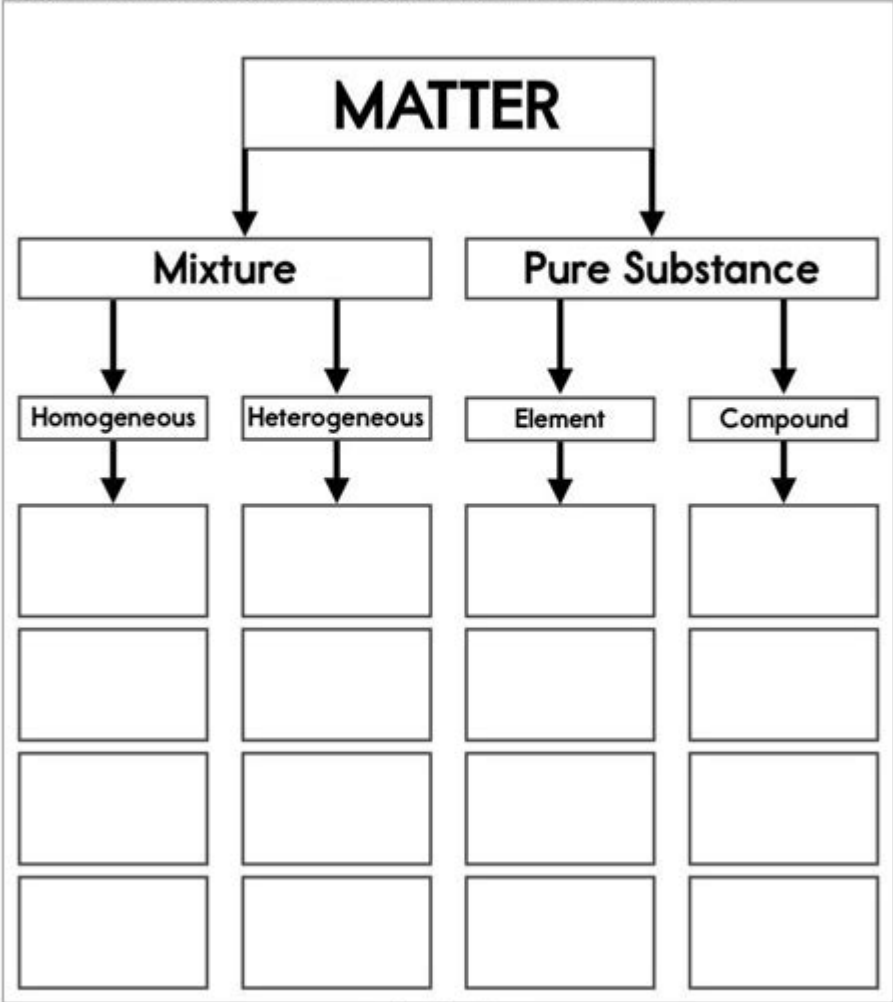 MATTER
Mixture
Pure Substance
Homogeneous
Heterogeneous
Element
Compound